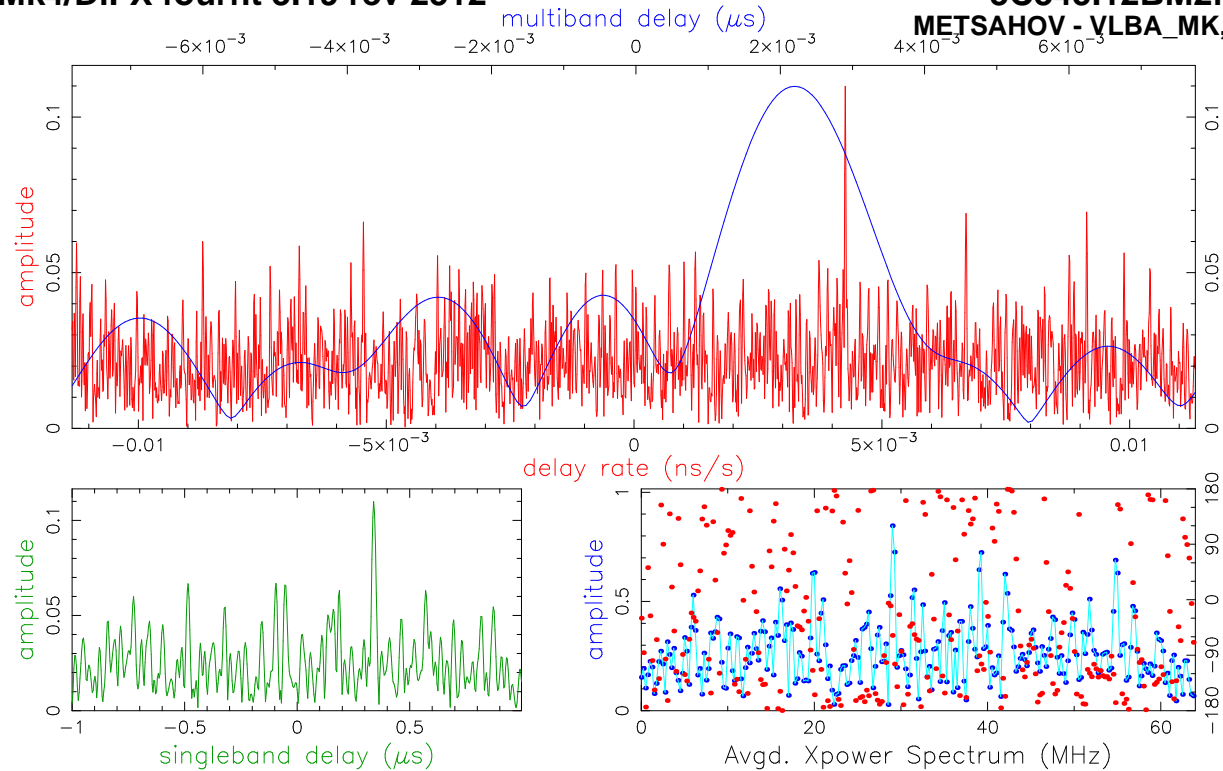 multiband delay (μs)
METSAHOV - VLBA_MK,
−6×10⁻³ −4×10⁻³ −2×10⁻³ 0 2×10⁻³ 4×10⁻³ 6×10⁻³
amplitude
0.1 0.05 0
0.1 0.05 0
−0.01 −5×10⁻³ 0 5×10⁻³ 0.01
delay rate (ns/s)
amplitude
0.1 0.05 0
−1 −0.5 0 0.5
singleband delay (μs)
amplitude
1 0.5 0
180 90 0 −90 −180
0 20 40 60
Avgd. Xpower Spectrum (MHz)